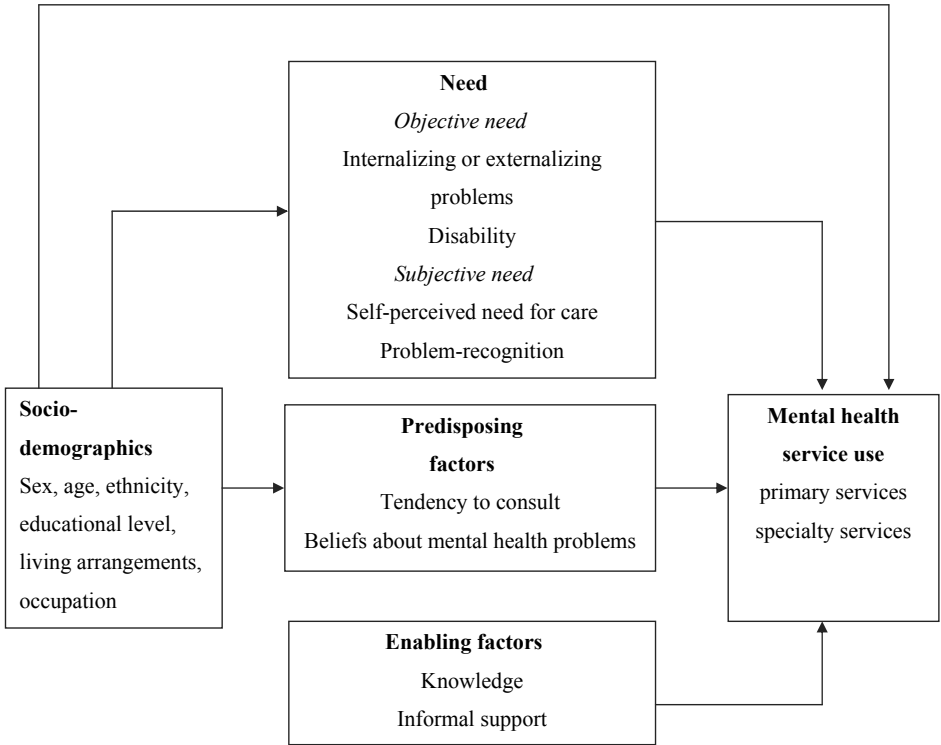 Need
Objective need
Internalizing or externalizing
problems
Disability
Subjective need
Self-perceived need for care
Problem-recognition
Socio-
demographics
Sex, age, ethnicity,
educational level,
living arrangements,
occupation
Predisposing
factors
Tendency to consult
Beliefs about mental health problems
Mental health
service use
primary services
specialty services
Enabling factors
Knowledge
Informal support